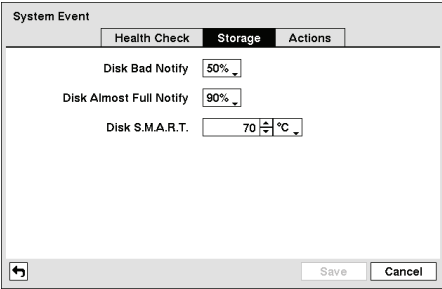 System Event
Health Check Storage Actions
Disk Bad Notify 50%
Disk Almost Full Notify 90%
Disk S.M.A.R.T. 70 °C
Save Cancel